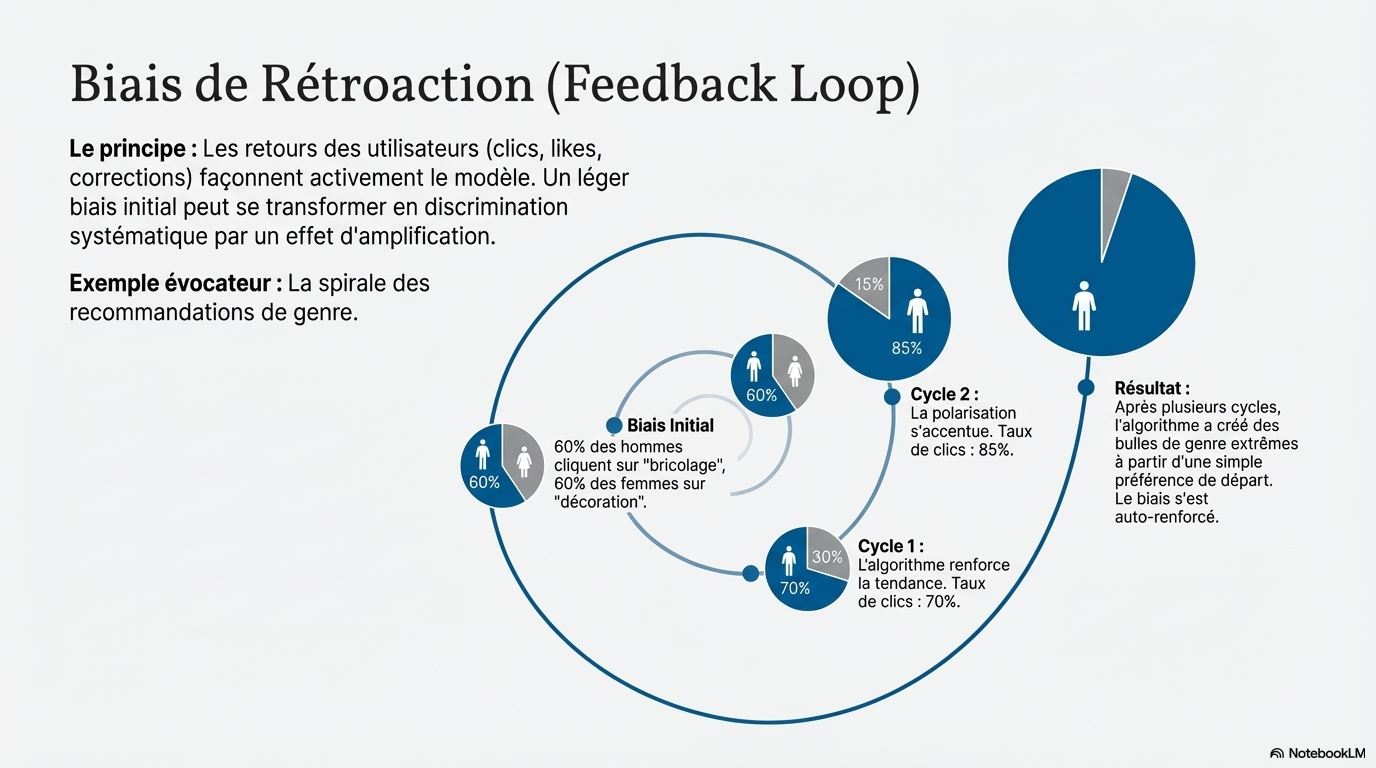 Biais de Rétroaction (Feedback Loop)
Le principe : Les retours des utilisateurs (clics, likes,
corrections) façonnent activement le modèle. Un léger
biais initial peut se transformer en discrimination
systématique par un effet d'amplification.
Exemple évocateur : La spirale des
recommandations de genre.
60%
Biais Initial
60% des hommes
cliquent sur "bricolage",
60% des femmes sur
"décoration".
60%
70%
30%
Cycle 1 :
L'algorithme renforce
la tendance. Taux
de clics : 70%.
15%
85%
Cycle 2 :
La polarisation
s'accentue. Taux
de clics : 85%.
Résultat :
Après plusieurs cycles,
l'algorithme a créé des
bulles de genre extrêmes
à partir d'une simple
préférence de départ.
Le biais s'est
auto-renforcé.
NotebookLM